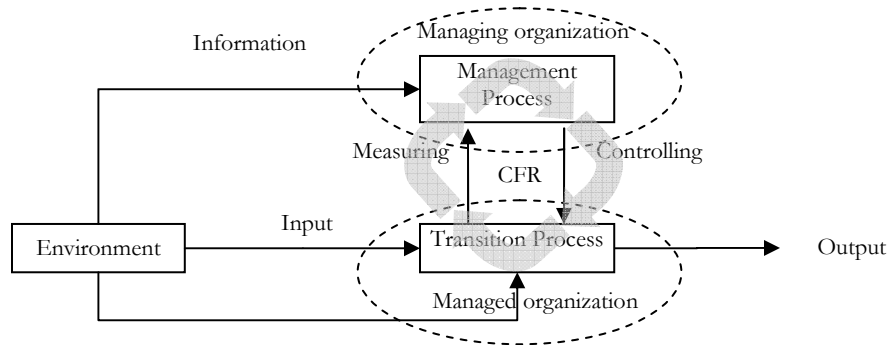 Managing organization
Information
Management
Process
Measuring
Controlling
CFR
Input
Environment
Transition Process
Output
Managed organization